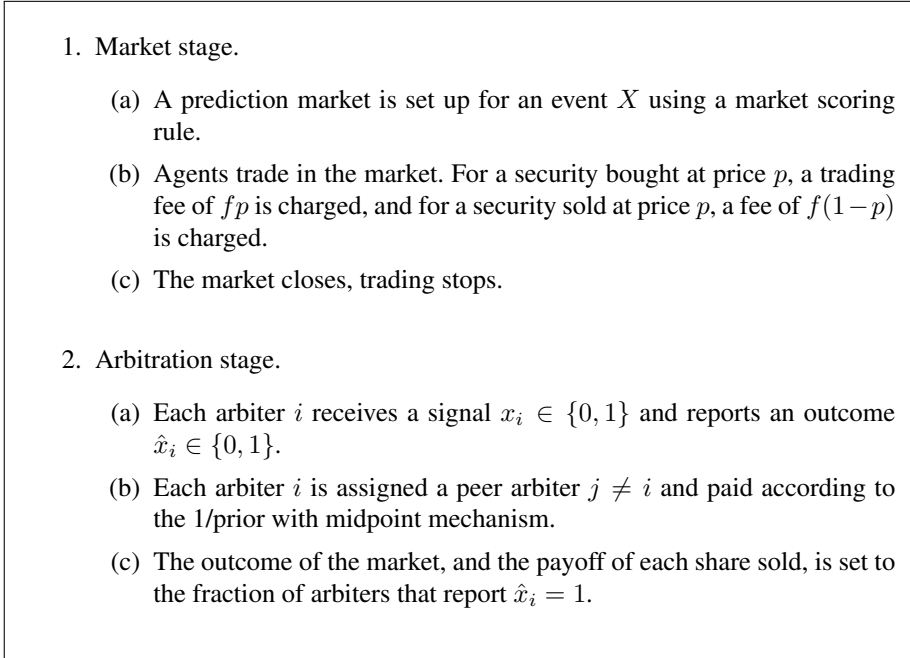 1. Market stage.
(a) A prediction market is set up for an event X using a market scoring
rule.
(b) Agents trade in the market. For a security bought at price p, a trading
fee of fp is charged, and for a security sold at price p, a fee of f(1−p)
is charged.
(c) The market closes, trading stops.
2. Arbitration stage.
(a) Each arbiter i receives a signal xᵢ ∈ {0, 1} and reports an outcome
x̂ᵢ ∈ {0, 1}.
(b) Each arbiter i is assigned a peer arbiter j ≠ i and paid according to
the 1/prior with midpoint mechanism.
(c) The outcome of the market, and the payoff of each share sold, is set to
the fraction of arbiters that report x̂ᵢ = 1.